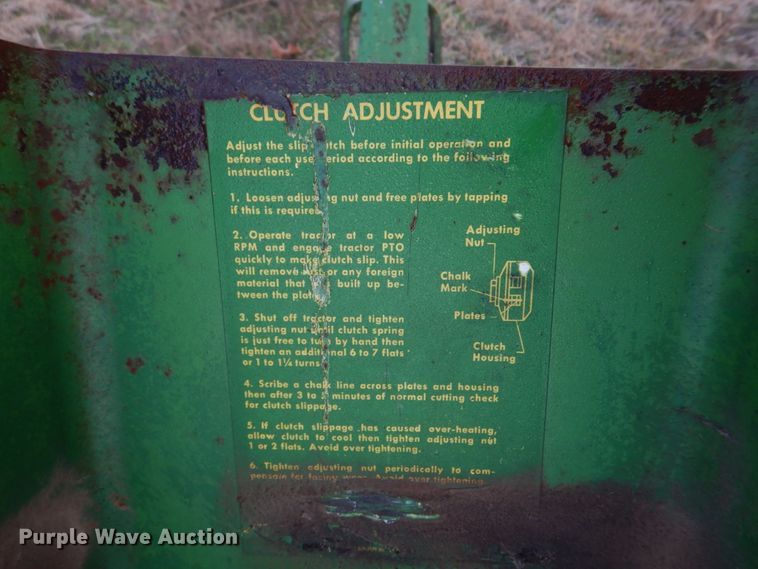 CLUTCH ADJUSTMENT
Adjust the slip clutch before initial operation and
before each use period according to the following
instructions.
1. Loosen adjusting nut and free plates by tapping
if this is required.
2. Operate tractor at a low
RPM and engage tractor PTO
quickly to make clutch slip. This
will remove rust or any foreign
material that built up be-
tween the plates.
3. Shut off tractor and tighten
adjusting nut until clutch spring
is just free to turn by hand then
tighten an additional 6 to 7 flats
or 1 to 1¼ turns.
Adjusting
Nut
Chalk
Mark
Plates
Clutch
Housing
4. Scribe a chalk line across plates and housing
then after 3 to minutes of normal cutting check
for clutch slippage.
5. If clutch slippage has caused over-heating,
allow clutch to cool then tighten adjusting nut
1 or 2 flats. Avoid over tightening.
6. Tighten adjusting nut periodically to com-
pensate for facing wear. Avoid over tightening.
Purple Wave Auction